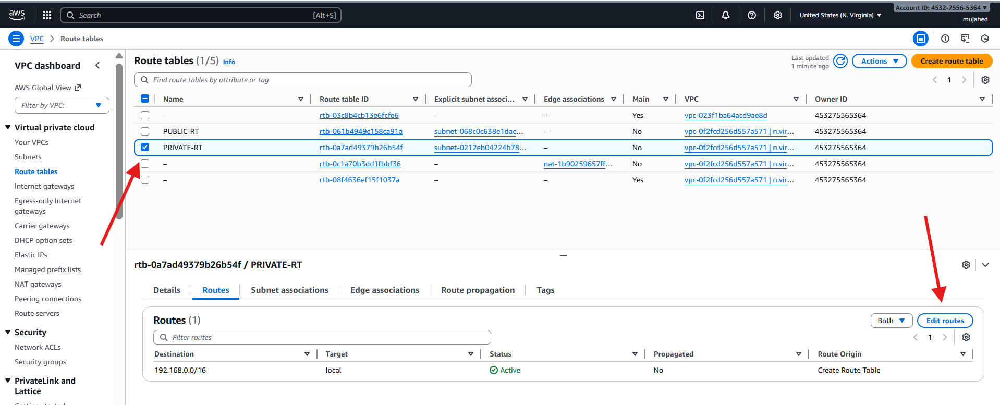 aws
Search [Alt+S]
United States (N. Virginia)
Account ID: 4532-7556-5364
mujahed
VPC Route tables
VPC dashboard
AWS Global View
Filter by VPC:
Virtual private cloud
Your VPCs
Subnets
Route tables
Internet gateways
Egress-only Internet
gateways
Carrier gateways
DHCP option sets
Elastic IPs
Managed prefix lists
NAT gateways
Peering connections
Route servers
Security
Network ACLs
Security groups
PrivateLink and
Lattice
Getting started
Route tables (1/5) Info
Last updated
1 minute ago
Actions
Create route table
Find route tables by attribute or tag
1
Name Route table ID Explicit subnet associ... Edge associations Main VPC Owner ID
– rtb-03c8b4cb13e6fcfe6 – – Yes vpc-023f1ba64acd9ae8d 453275565364
PUBLIC-RT rtb-061b4949c158ca91a subnet-068c0c638e1dac... – No vpc-0f2fcd256d557a571 | n.vir... 453275565364
PRIVATE-RT rtb-0a7ad49379b26b54f subnet-0212eb04224b78... – No vpc-0f2fcd256d557a571 | n.vir... 453275565364
– rtb-0c1a70b3dd1fbbf36 – nat-1b90259657ff... No vpc-0f2fcd256d557a571 | n.vir... 453275565364
– rtb-08f4636ef15f1037a – – Yes vpc-0f2fcd256d557a571 | n.vir... 453275565364
rtb-0a7ad49379b26b54f / PRIVATE-RT
Details Routes Subnet associations Edge associations Route propagation Tags
Routes (1)
Both
Edit routes
Filter routes
1
Destination Target Status Propagated Route Origin
192.168.0.0/16 local Active No Create Route Table